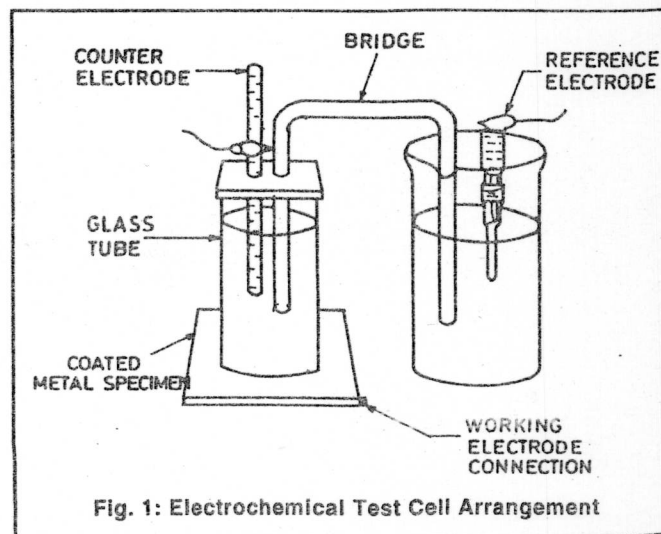 COUNTER
ELECTRODE
BRIDGE
REFERENCE
ELECTRODE
GLASS
TUBE
COATED
METAL SPECIMEN
WORKING
ELECTRODE
CONNECTION
Fig. 1: Electrochemical Test Cell Arrangement